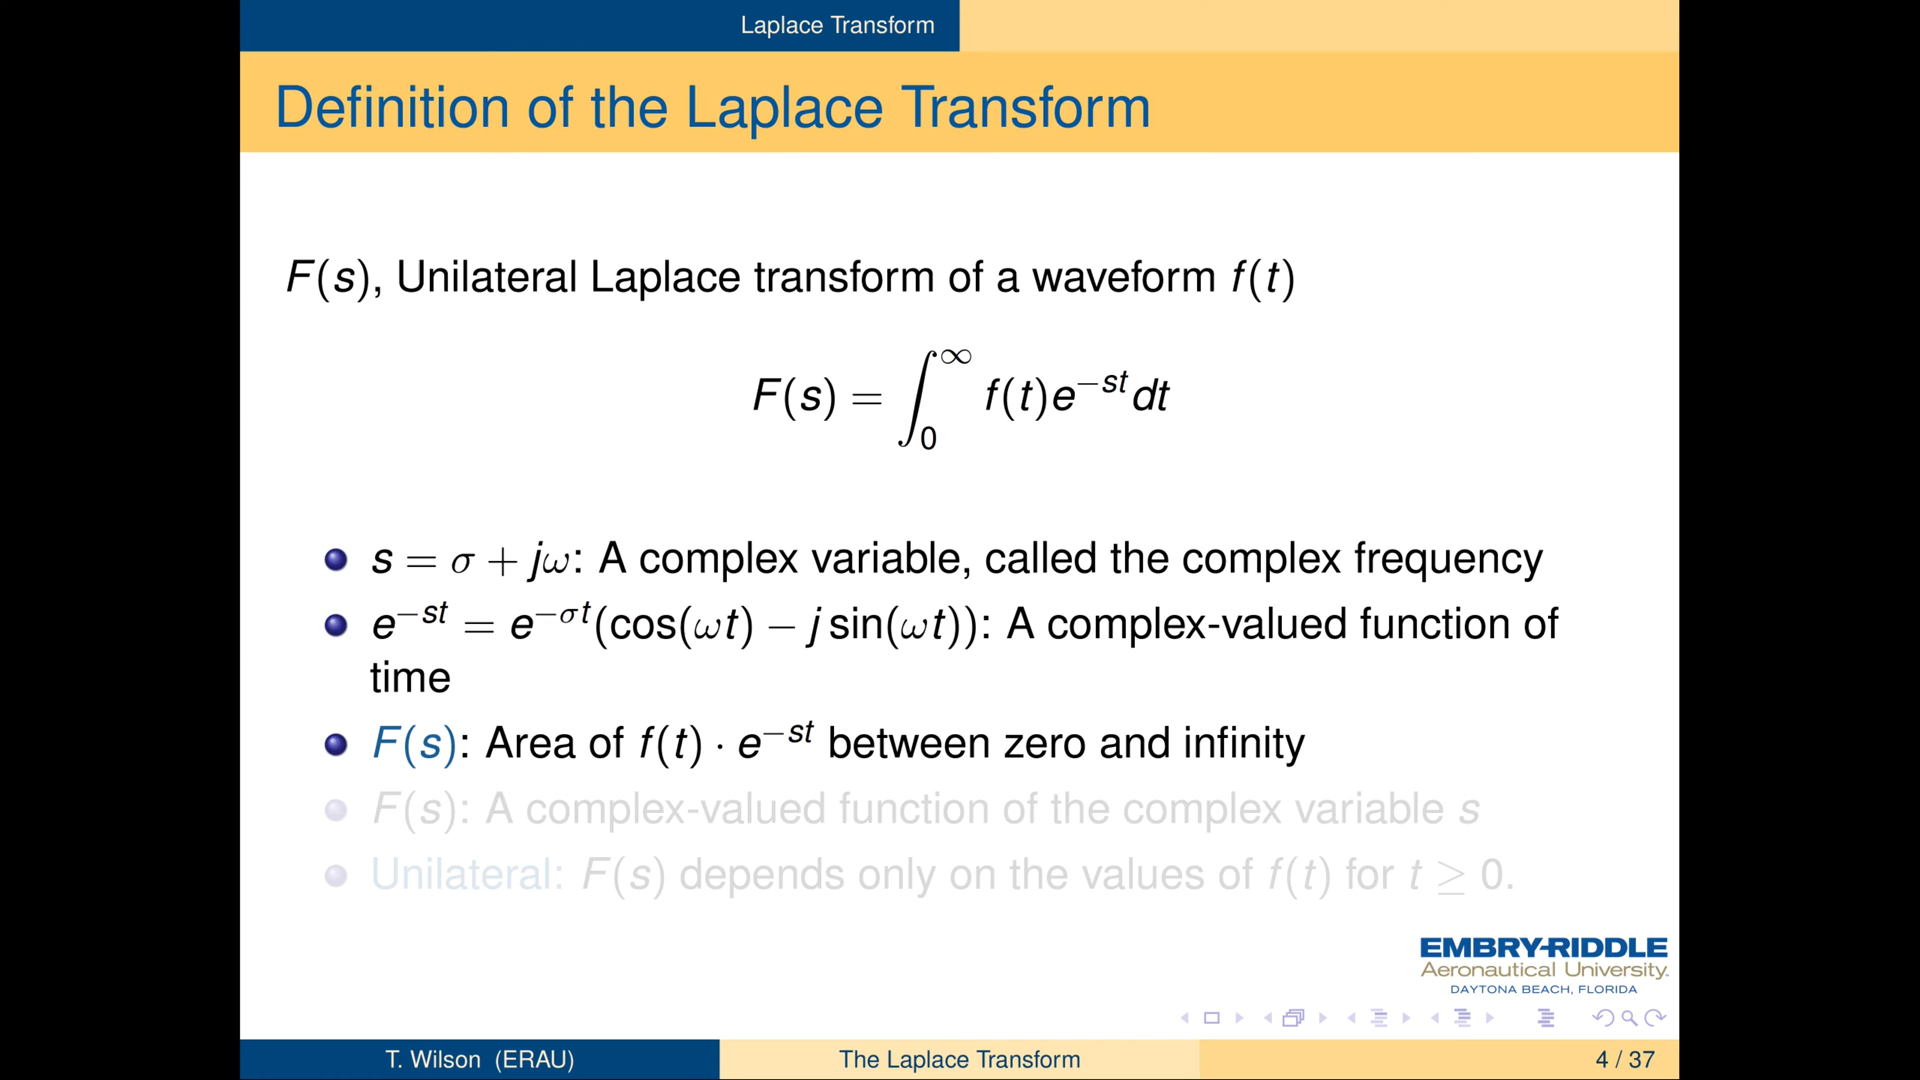 Laplace Transform
Definition of the Laplace Transform
F(s), Unilateral Laplace transform of a waveform f(t)
F(s) = ∫₀^∞ f(t)e^{−st}dt
s = σ + jω: A complex variable, called the complex frequency
e^{−st} = e^{−σt}(cos(ωt) − j sin(ωt)): A complex-valued function of
time
F(s): Area of f(t) · e^{−st} between zero and infinity
F(s): A complex-valued function of the complex variable s
Unilateral: F(s) depends only on the values of f(t) for t ≥ 0.
EMBRY-RIDDLE
Aeronautical University.
DAYTONA BEACH, FLORIDA
T. Wilson (ERAU)
The Laplace Transform
4 / 37